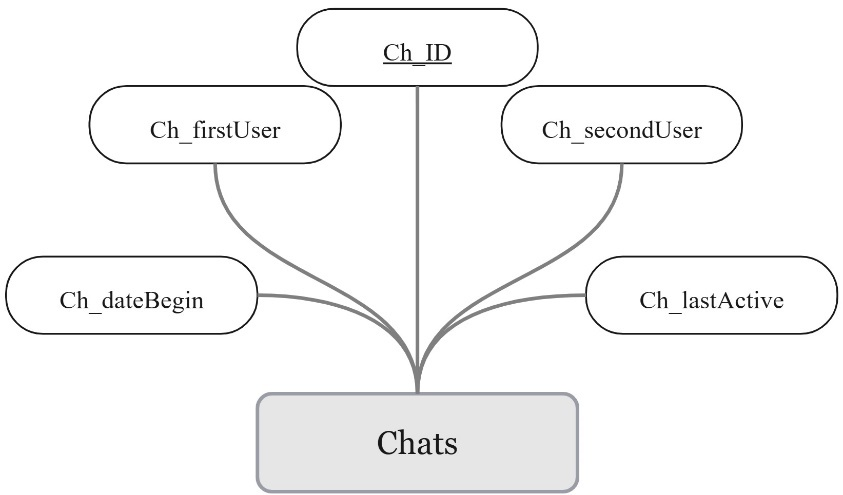 Ch_ID
Ch_firstUser
Ch_secondUser
Ch_dateBegin
Ch_lastActive
Chats